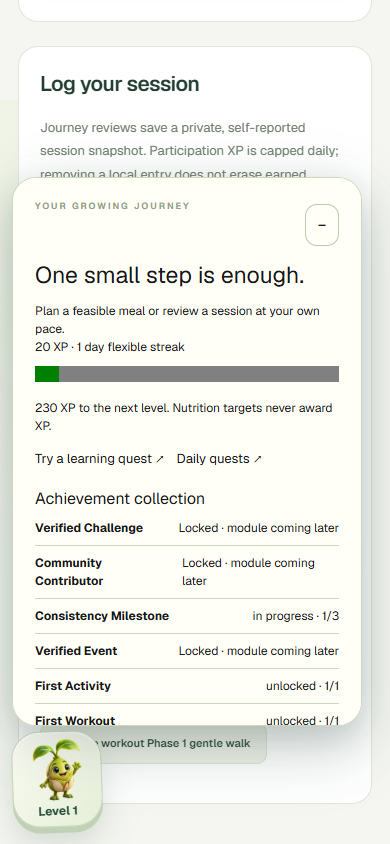 Log your session
Journey reviews save a private, self-reported
session snapshot. Participation XP is capped daily;
removing a local entry does not erase earned
YOUR GROWING JOURNEY
–
One small step is enough.
Plan a feasible meal or review a session at your own
pace.
20 XP · 1 day flexible streak
230 XP to the next level. Nutrition targets never award
XP.
Try a learning quest ↗ Daily quests ↗
Achievement collection
Verified Challenge Locked · module coming later
Community Contributor Locked · module coming later
Consistency Milestone in progress · 1/3
Verified Event Locked · module coming later
First Activity unlocked · 1/1
First Workout unlocked · 1/1
workout Phase 1 gentle walk
Level 1